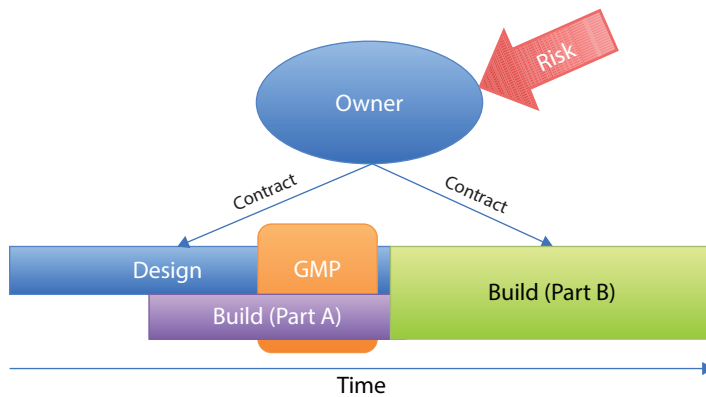 Risk
Owner
Contract
Contract
Design
GMP
Build (Part A)
Build (Part B)
Time